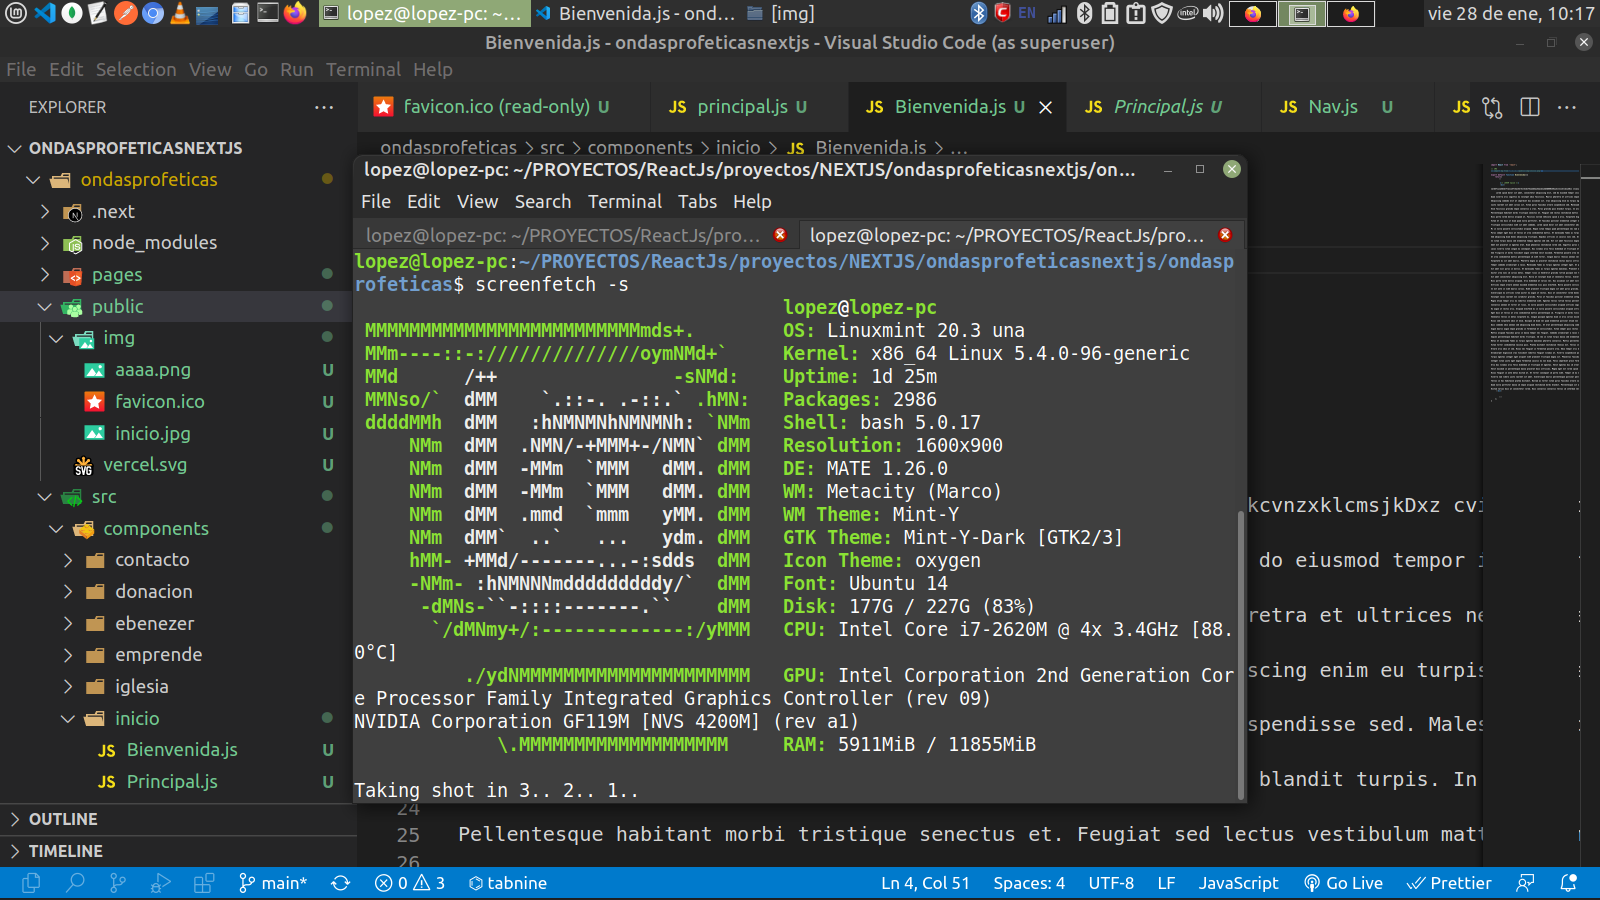 lopez@lopez-pc: ~/...
Bienvenida.js - ond...
[img]
EN
intel
vie 28 de ene, 10:17
Bienvenida.js - ondasprofeticasnextjs - Visual Studio Code (as superuser)
File Edit Selection View Go Run Terminal Help
EXPLORER ...
favicon.ico (read-only) U
JS principal.js U
JS Bienvenida.js U
JS Principal.js U
JS Nav.js U
JS
ondasprofeticas > src > components > inicio > JS Bienvenida.js > ...
ONDASPROFETICASNEXTJS
ondasprofeticas
.next
node_modules
pages
public
img
aaaa.png U
favicon.ico U
inicio.jpg U
SVG vercel.svg U
src
components
contacto
donacion
ebenezer
emprende
iglesia
inicio
JS Bienvenida.js U
JS Principal.js U
OUTLINE
TIMELINE
lopez@lopez-pc: ~/PROYECTOS/ReactJs/proyectos/NEXTJS/ondasprofeticasnextjs/on...
File Edit View Search Terminal Tabs Help
lopez@lopez-pc: ~/PROYECTOS/ReactJs/pro...
lopez@lopez-pc: ~/PROYECTOS/ReactJs/pro...
lopez@lopez-pc:~/PROYECTOS/ReactJs/proyectos/NEXTJS/ondasprofeticasnextjs/ondasp
rofeticas$ screenfetch -s
lopez@lopez-pc
MMMMMMMMMMMMMMMMMMMMMMMMMmds+. OS: Linuxmint 20.3 una
MMm----::-://////////////oymNMd+` Kernel: x86_64 Linux 5.4.0-96-generic
MMd /++ -sNMd: Uptime: 1d 25m
MMNso/` dMM `.::-. .-::.` .hMN: Packages: 2986
ddddMMh dMM :hNMNMNhNMNMNh: `NMm Shell: bash 5.0.17
NMm dMM .NMN/-+MMM+-/NMN` dMM Resolution: 1600x900
NMm dMM -MMm `MMM dMM. dMM DE: MATE 1.26.0
NMm dMM -MMm `MMM dMM. dMM WM: Metacity (Marco)
NMm dMM .mmd `mmm yMM. dMM WM Theme: Mint-Y
NMm dMM` ..` ... ydm. dMM GTK Theme: Mint-Y-Dark [GTK2/3]
hMM- +MMd/-------...-:sdds dMM Icon Theme: oxygen
-NMm- :hNMNNNmdddddddddy/` dMM Font: Ubuntu 14
-dMNs-``-::::-------.`` dMM Disk: 177G / 227G (83%)
`/dMNmy+/:-------------:/yMMM CPU: Intel Core i7-2620M @ 4x 3.4GHz [88.
0°C]
./ydNMMMMMMMMMMMMMMMMMMMMM GPU: Intel Corporation 2nd Generation Cor
e Processor Family Integrated Graphics Controller (rev 09)
NVIDIA Corporation GF119M [NVS 4200M] (rev a1)
\.MMMMMMMMMMMMMMMMMMM RAM: 5911MiB / 11855MiB
Taking shot in 3.. 2.. 1..
kcvnzxklcmsjkDxz cvi
do eiusmod tempor i
retra et ultrices ne
scing enim eu turpis
spendisse sed. Males
blandit turpis. In
24
25 Pellentesque habitant morbi tristique senectus et. Feugiat sed lectus vestibulum matt
26
main* 0 3 tabnine Ln 4, Col 51 Spaces: 4 UTF-8 LF JavaScript Go Live Prettier